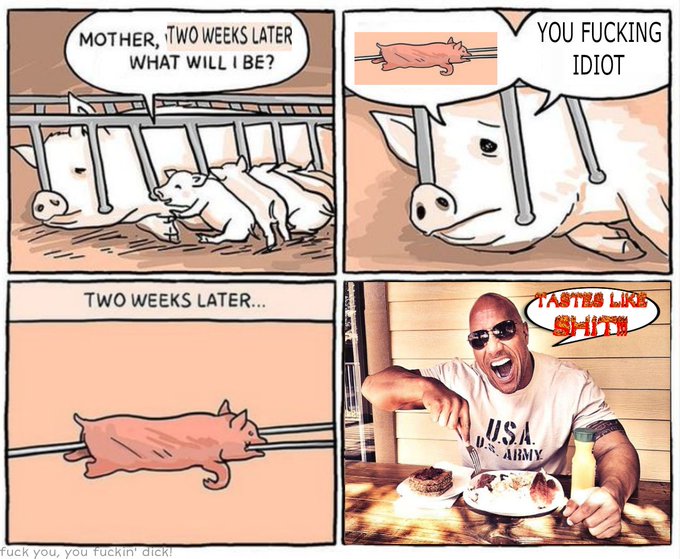 MOTHER, TWO WEEKS LATER
WHAT WILL I BE?
YOU FUCKING
IDIOT
TWO WEEKS LATER...
TASTES LIKE
SHIT!!!
U.S.A.
U.S. ARMY
fuck you, you fuckin' dick!